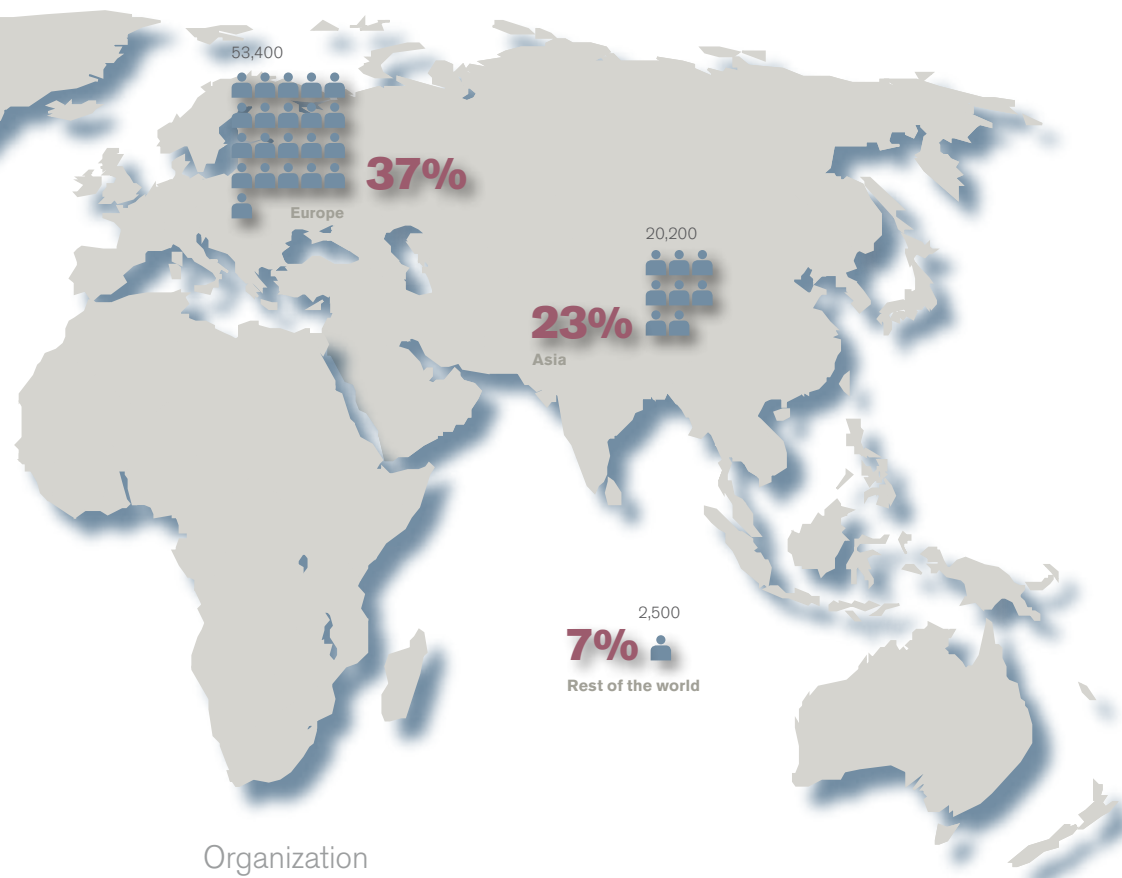 53,400
37%
Europe
20,200
23%
Asia
2,500
7%
Rest of the world
Organization